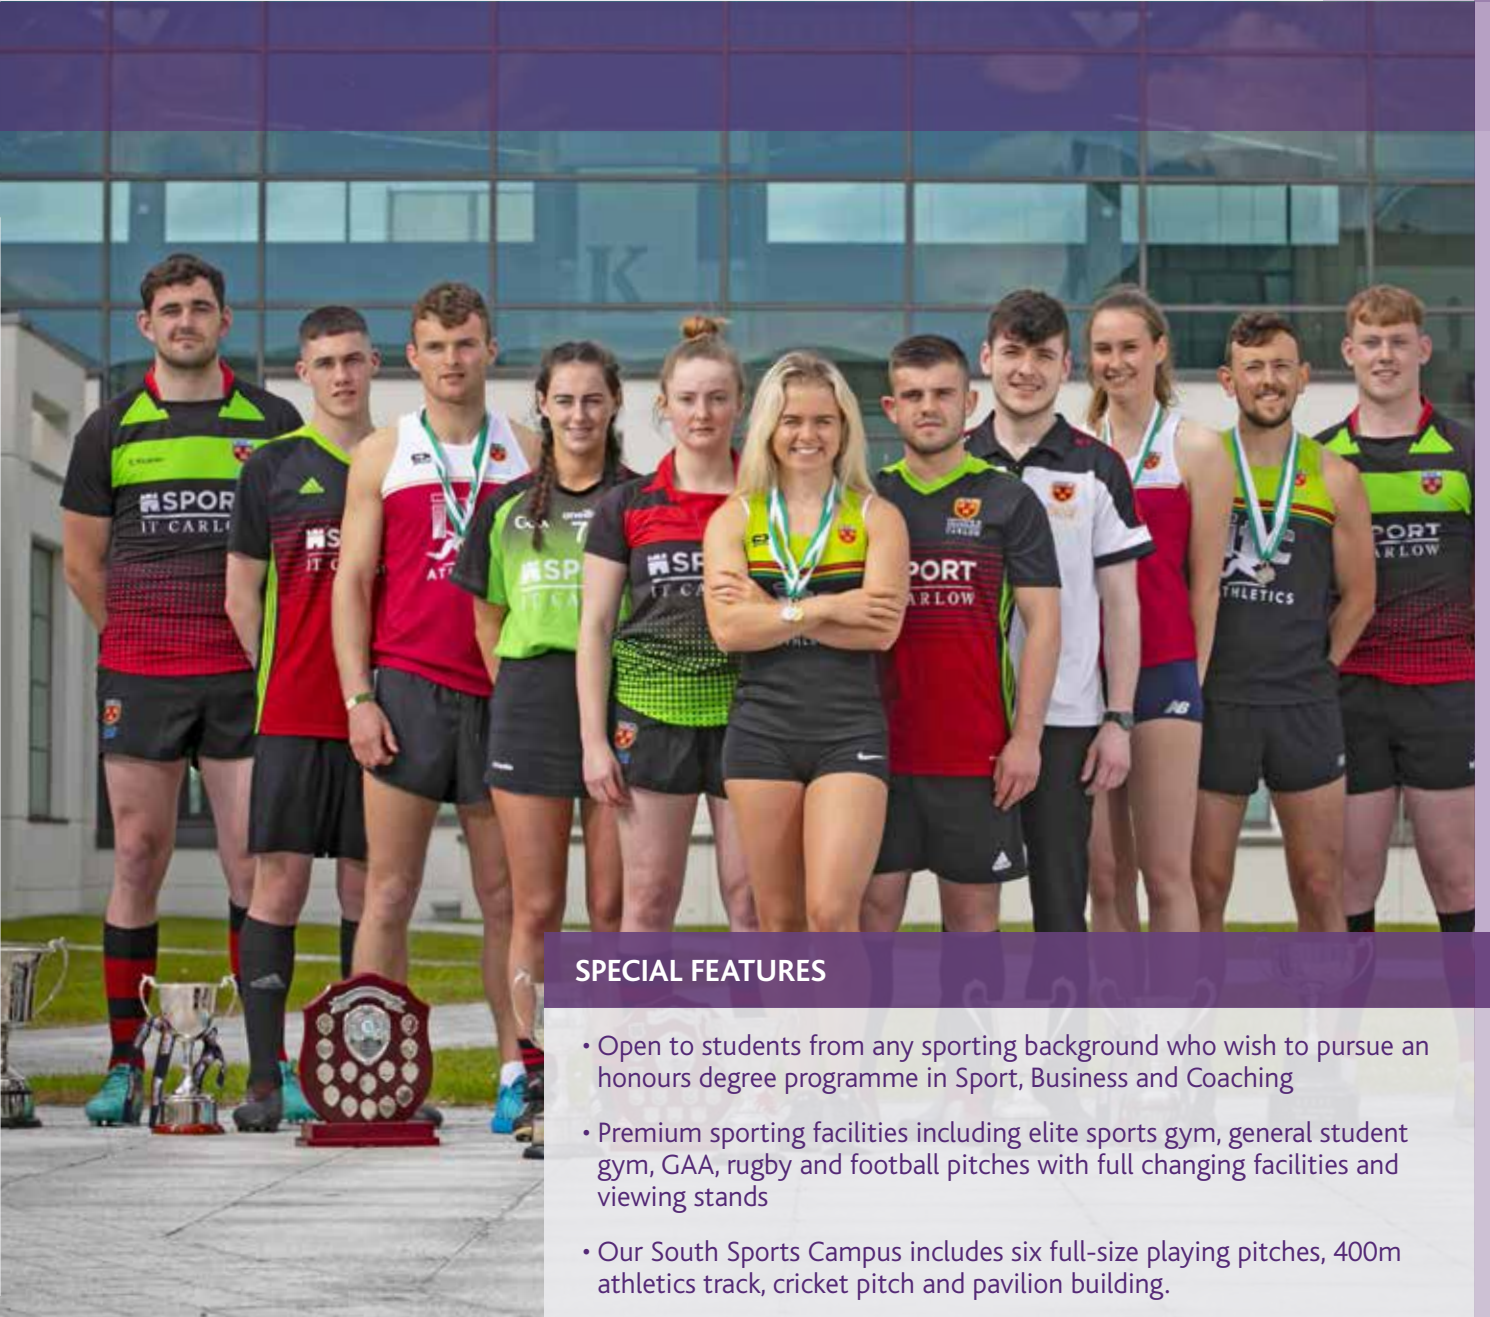 K
SPOR
IT CARL
SP
SP
PORT
ARLOW
THLETICS
PORT
ARLOW
SPECIAL FEATURES
• Open to students from any sporting background who wish to pursue an
honours degree programme in Sport, Business and Coaching
• Premium sporting facilities including elite sports gym, general student
gym, GAA, rugby and football pitches with full changing facilities and
viewing stands
• Our South Sports Campus includes six full-size playing pitches, 400m
athletics track, cricket pitch and pavilion building.